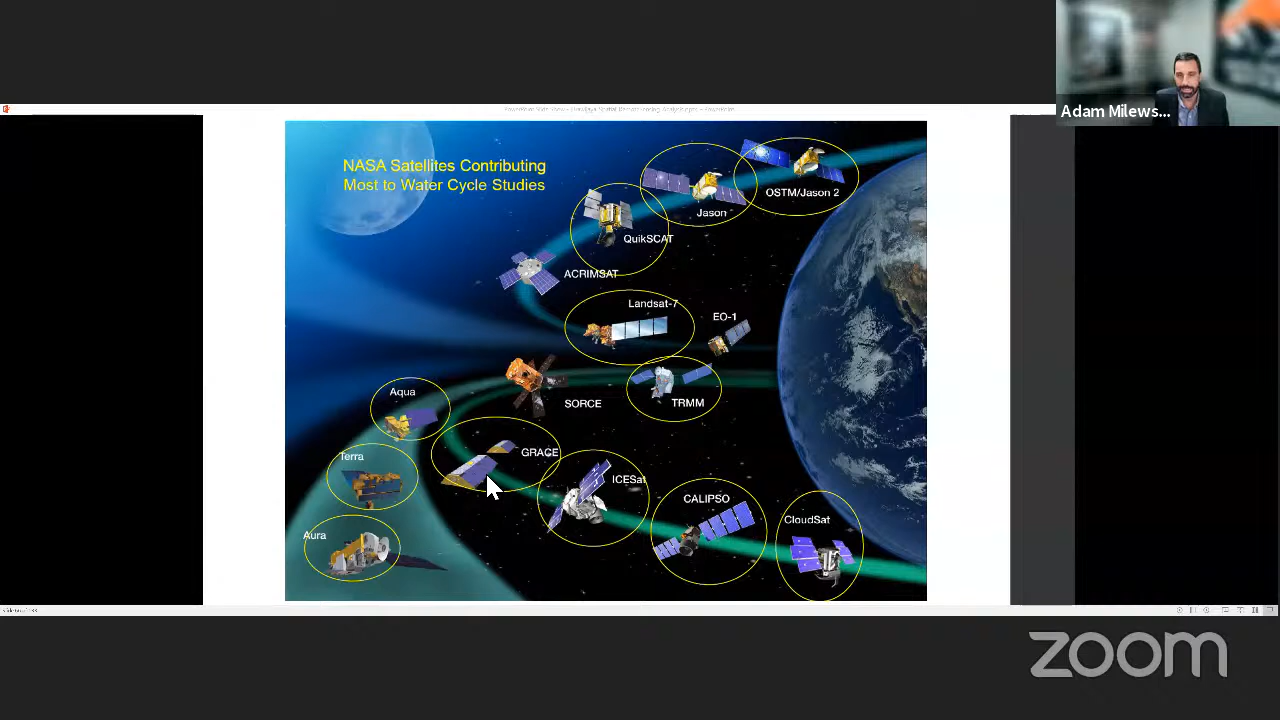 Adam Milews...
NASA Satellites Contributing
Most to Water Cycle Studies
OSTM/Jason 2
Jason
QuikSCAT
ACRIMSAT
Landsat-7
EO-1
Aqua
SORCE
TRMM
GRACE
Terra
ICESat
CALIPSO
CloudSat
Aura
zoom